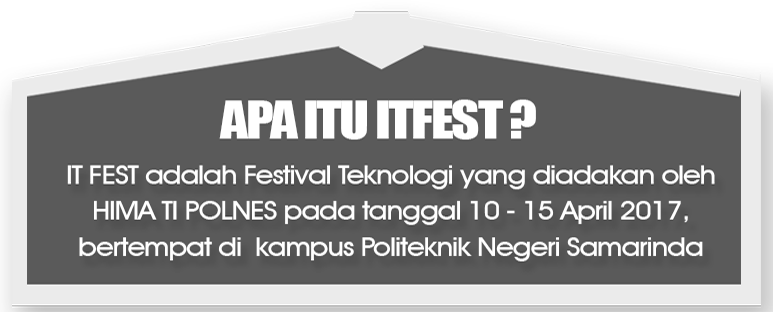 APA ITU ITFEST ?
IT FEST adalah Festival Teknologi yang diadakan oleh
HIMA TI POLNES pada tanggal 10 - 15 April 2017,
bertempat di  kampus Politeknik Negeri Samarinda